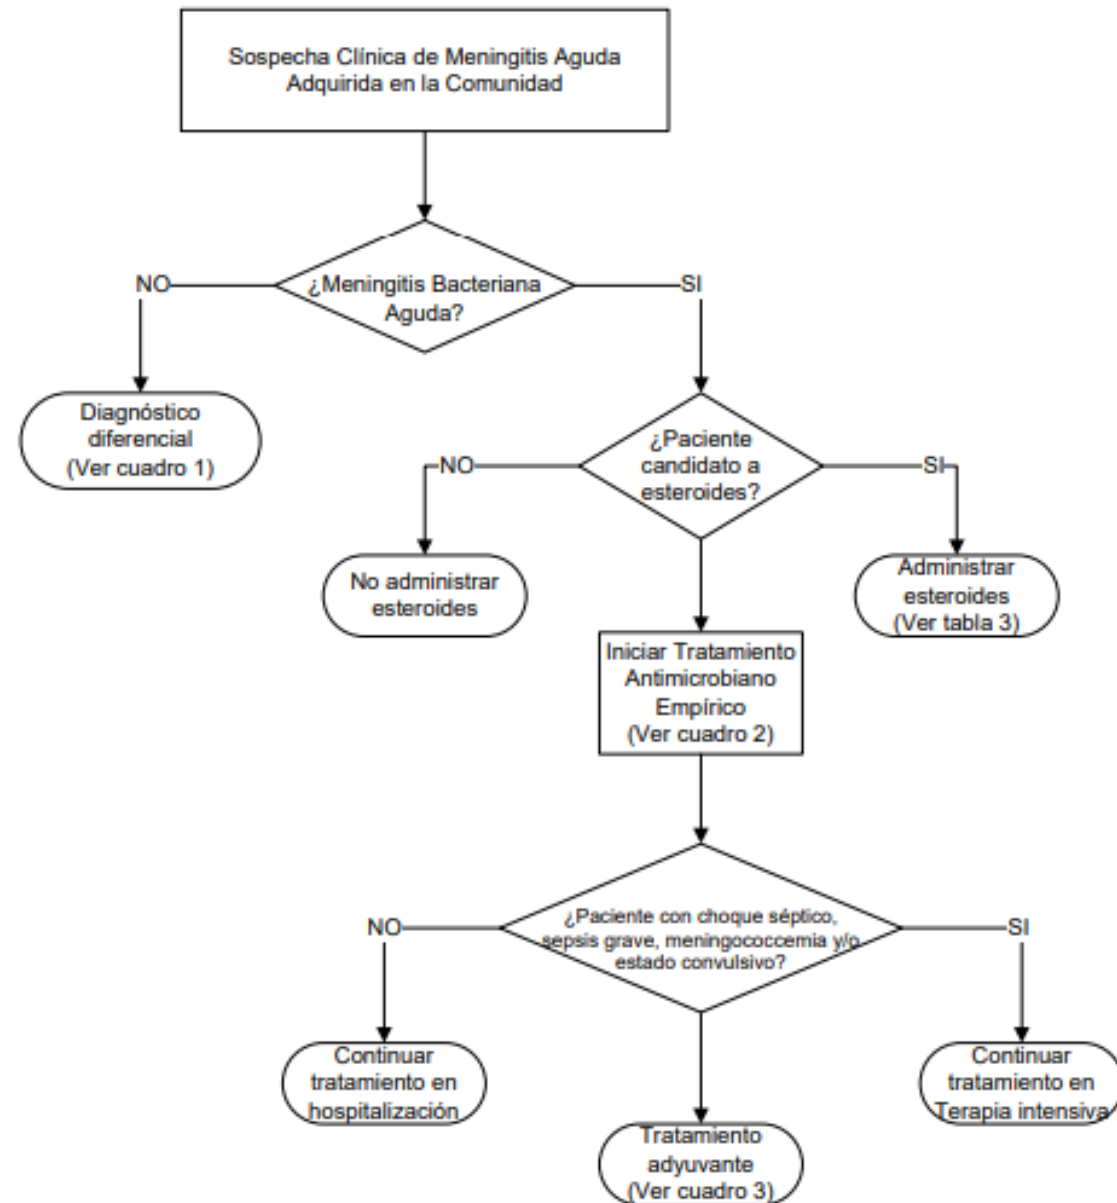 Sospecha Clínica de Meningitis Aguda
Adquirida en la Comunidad
NO
¿Meningitis Bacteriana
Aguda?
SI
Diagnóstico
diferencial
(Ver cuadro 1)
NO
¿Paciente
candidato a
esteroides?
SI
No administrar
esteroides
Administrar
esteroides
(Ver tabla 3)
Iniciar Tratamiento
Antimicrobiano
Empírico
(Ver cuadro 2)
NO
¿Paciente con choque séptico,
sepsis grave, meningococcemia y/o
estado convulsivo?
SI
Continuar
tratamiento en
hospitalización
Continuar
tratamiento en
Terapia intensiva
Tratamiento
adyuvante
(Ver cuadro 3)